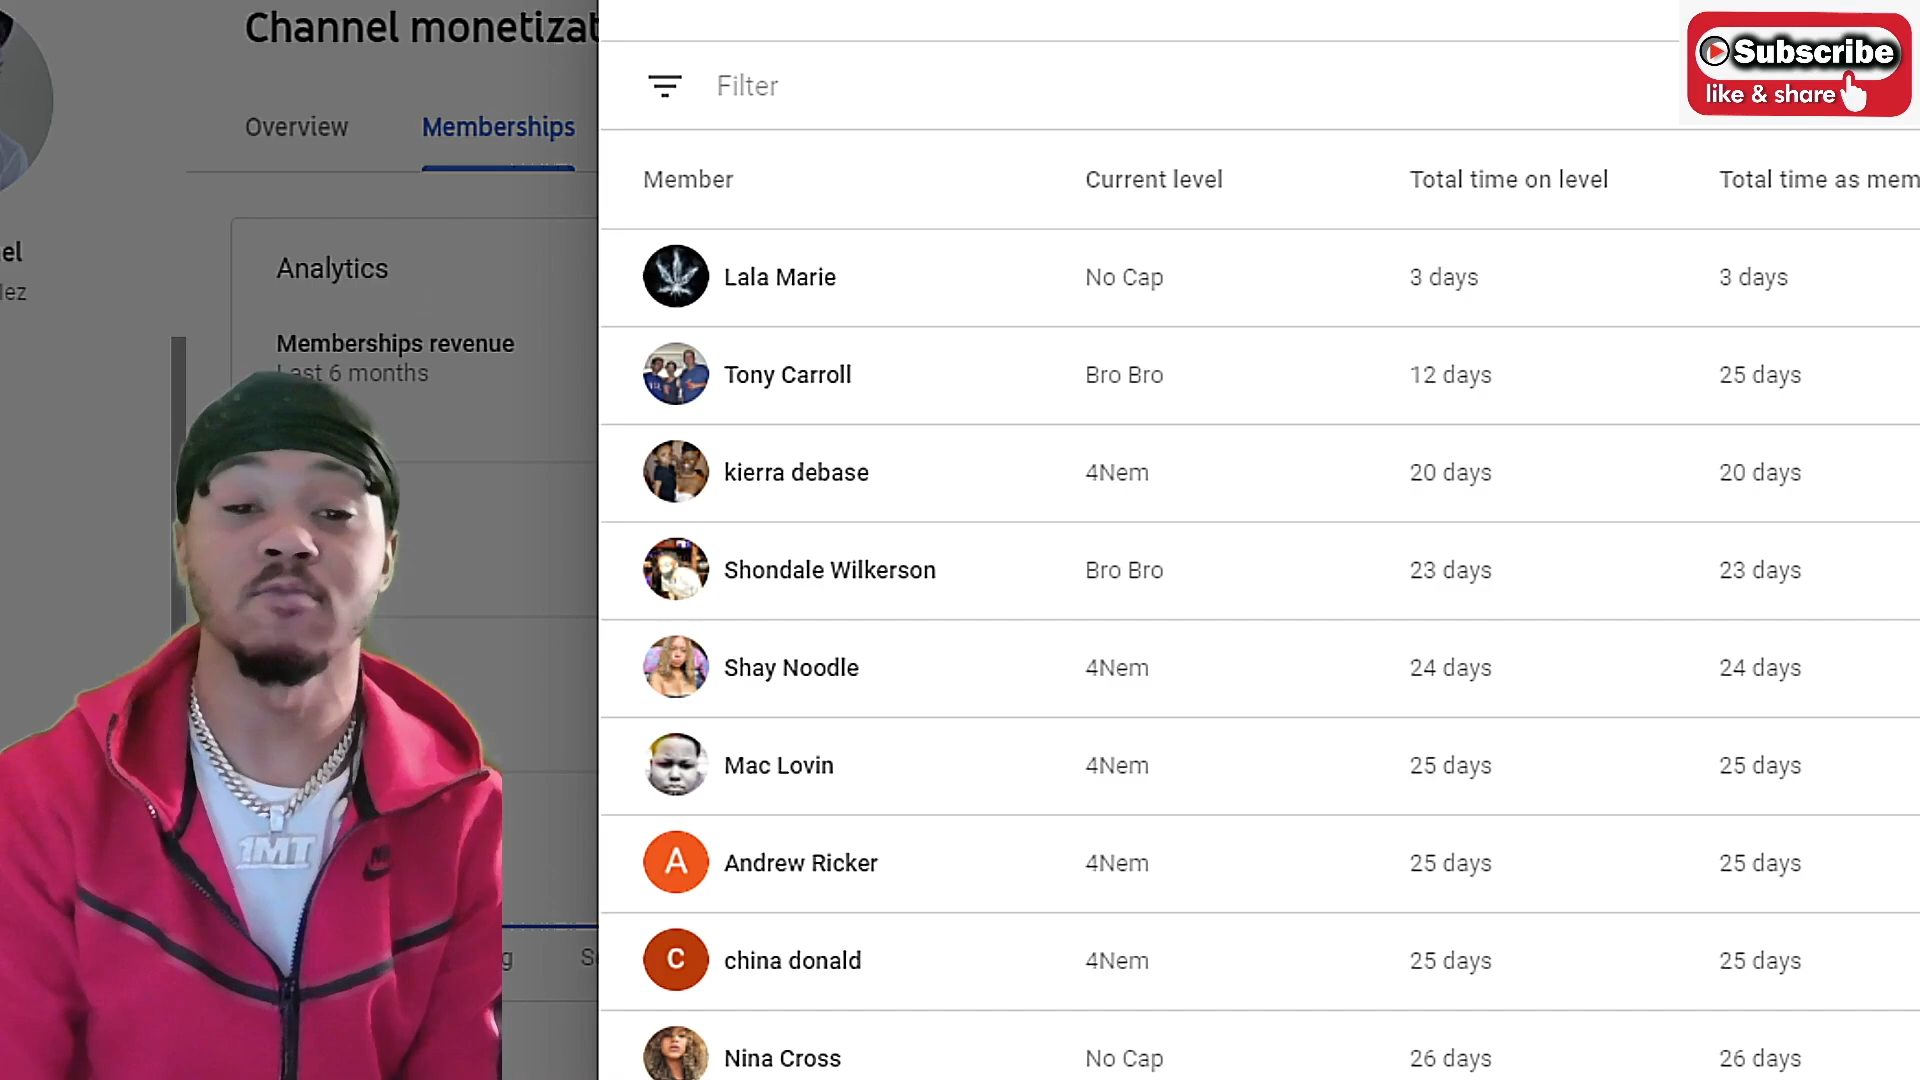 Channel monetizat
Subscribe
like & share
Filter
Overview
Memberships
Member
Current level
Total time on level
Total time as mem
el
lez
Analytics
Memberships revenue
Last 6 months
Lala Marie
No Cap
3 days
3 days
Tony Carroll
Bro Bro
12 days
25 days
kierra debase
4Nem
20 days
20 days
Shondale Wilkerson
Bro Bro
23 days
23 days
Shay Noodle
4Nem
24 days
24 days
Mac Lovin
4Nem
25 days
25 days
1MT
A
Andrew Ricker
4Nem
25 days
25 days
g
S
C
china donald
4Nem
25 days
25 days
Nina Cross
No Cap
26 days
26 days